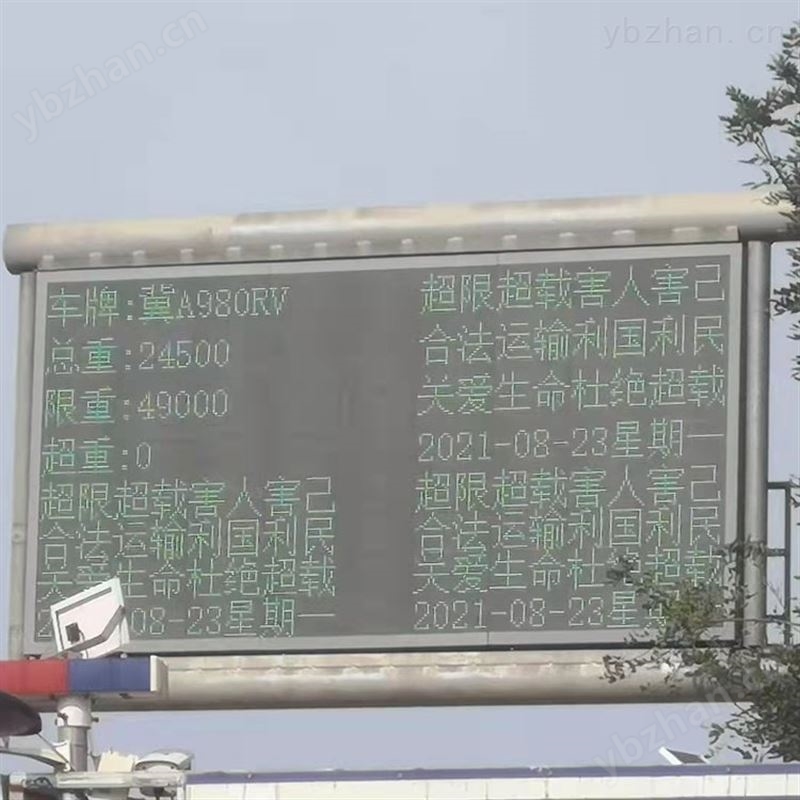 ybzhan.cn
ybzhan.cn
车牌:冀A980RV
总重:24500
限重:49000
超重:0
超限超载害人害己
合法运输利国利民
关爱生命杜绝超载
2021-08-23星期一
超限超载害人害己
合法运输利国利民
关爱生命杜绝超载
08-23星期一
超限超载害人害己
合法运输利国利民
关爱生命杜绝超载
2021-08-23星期
ybzhan.cn